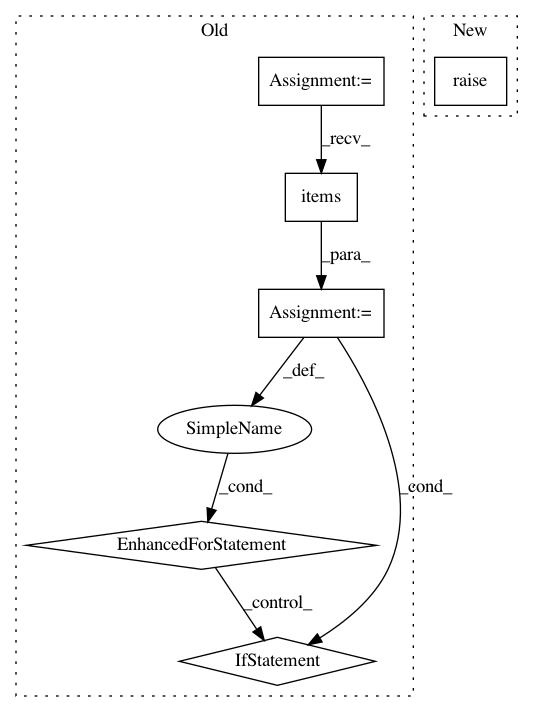 Old
New
Assignment:=
raise
_recv_
items
_para_
Assignment:=
_def_
SimpleName
_cond_
_cond_
EnhancedForStatement
_control_
IfStatement